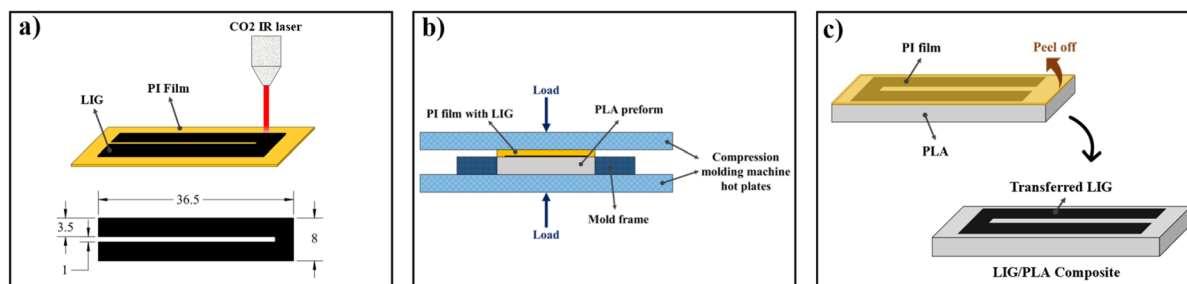 a)
CO2 IR laser
PI Film
LIG
36.5
3.5
8
1
b)
Load
PI film with LIG
PLA preform
Compression
molding machine
hot plates
Mold frame
Load
c)
PI film
Peel off
PLA
Transferred LIG
LIG/PLA Composite